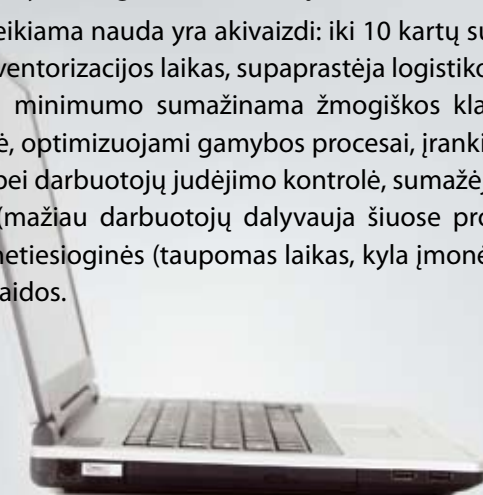 eikiama nauda yra akivaizdi: iki 10 kartų su
ventorizacijos laikas, supaprastėja logistiko
minimumo sumažinama žmogiškos kla
ė, optimizuojami gamybos procesai, įranki
bei darbuotojų judėjimo kontrolė, sumažėj
(mažiau darbuotojų dalyvauja šiuose pro
netiesioginės (taupomas laikas, kyla įmonė
aidos.